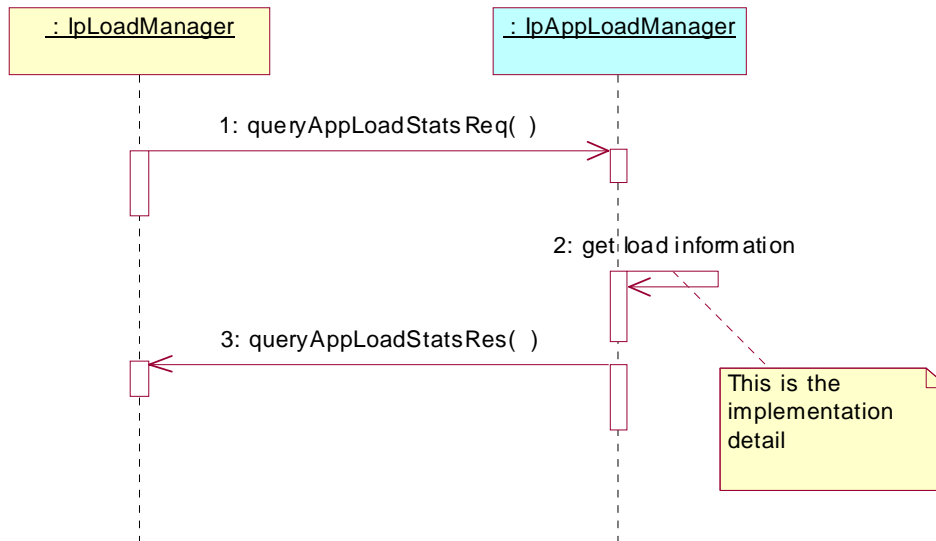 : IpLoadManager
: IpAppLoadManager
1: queryAppLoadStatsReq( )
2: get load information
3: queryAppLoadStatsRes( )
This is the
implementation
detail